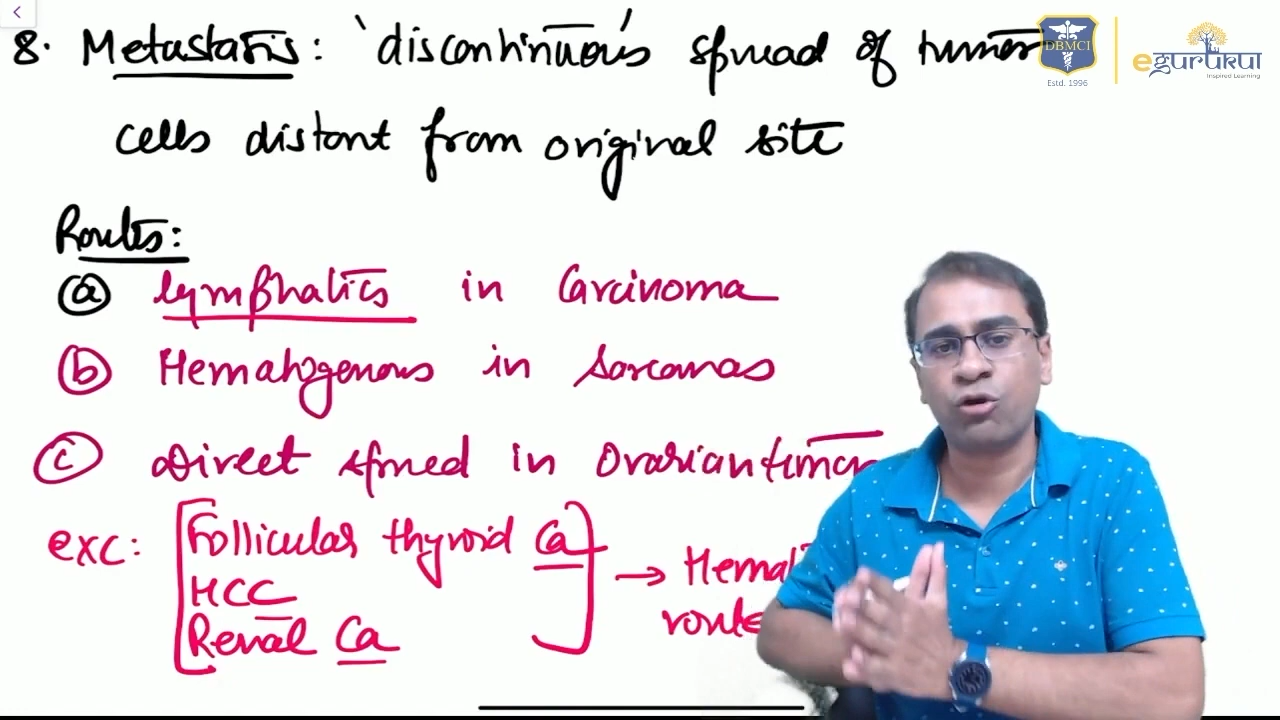 8. Metastasis: 'discontinuous' spread of tumor
cells distant from original site
Routes:
(a) lymphatics in Carcinoma
(b) Hematogenous in Sarcomas
(c) Direct spread in Ovarian tumor
exc: Follicular thyroid Ca
HCC
Renal Ca
→ Hemat
route
DBMCI
Estd. 1996
egurukul
Inspired Learning